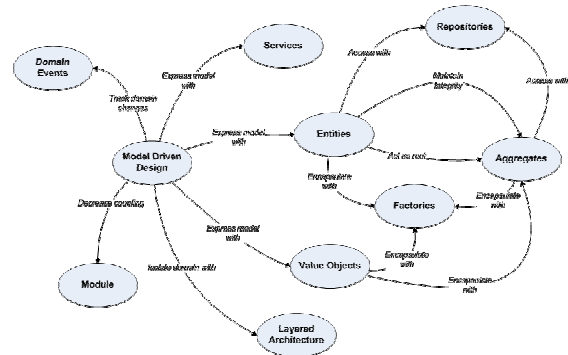 Services
Repositories
Domain
Events
Express model
with
Access with
Maintain
Integrity
Access with
Track domain
changes
Express model
with
Entities
Model Driven
Design
Act as root
Aggregates
Encapsulate
with
Encapsulate
with
Decrease coupling
Factories
Express model
with
Encapsulate
with
Value Objects
Isolate domain with
Encapsulate
with
Module
Layered
Architecture